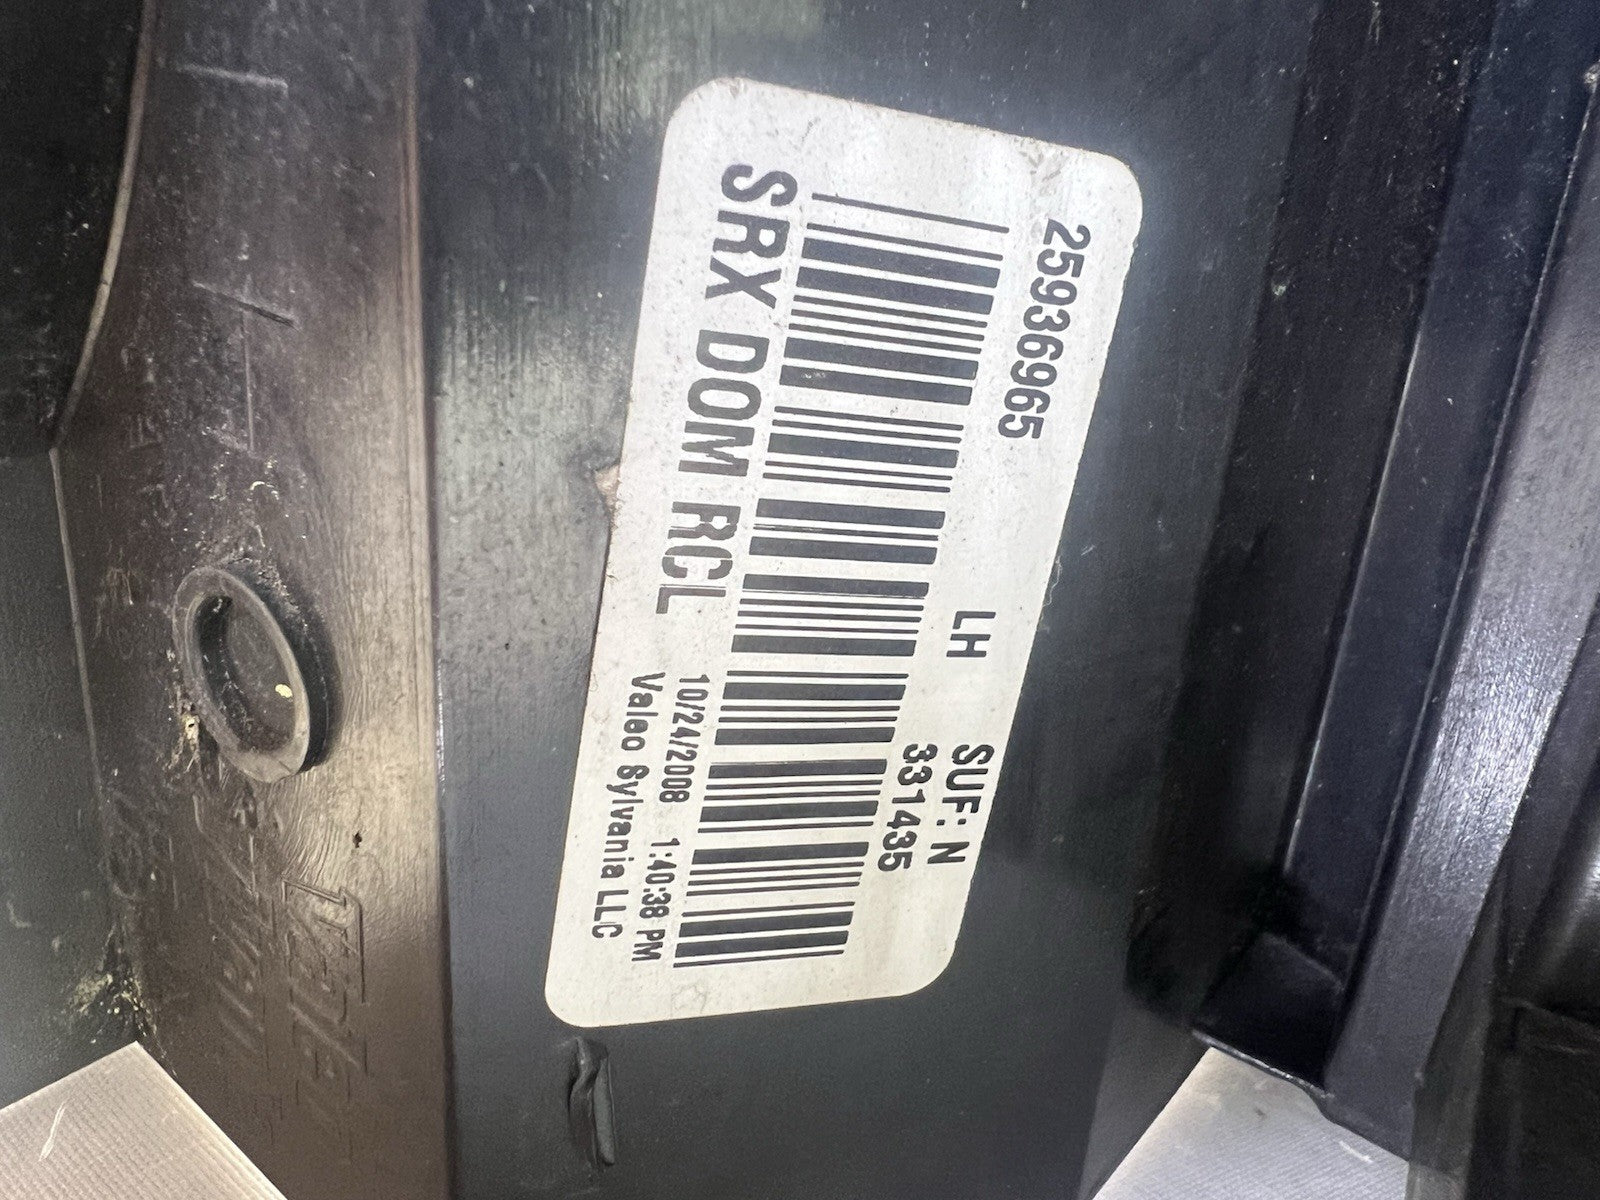 25936965
LH
SUF: N
331435
SRX DOM RCL
10/24/2008 1:40:38 PM
Valeo Sylvania LLC